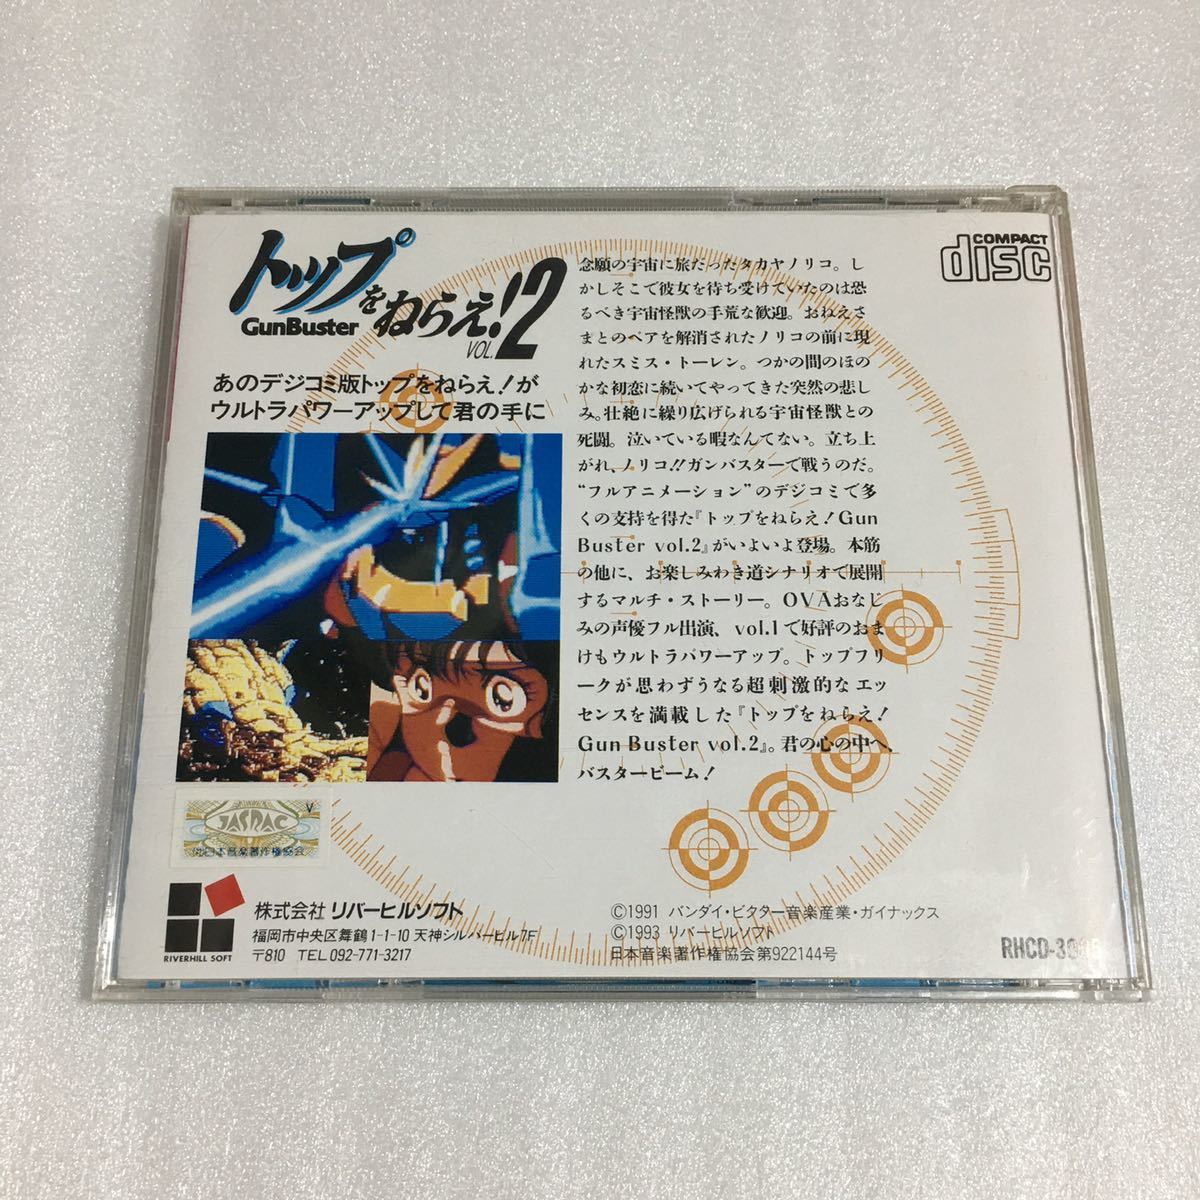 トップをねらえ!
GunBuster
VOL.2
COMPACT
disc
あのデジコミ版トップをねらえ!が
ウルトラパワーアップして君の手に
念願の宇宙に旅だったタカヤノリコ。し
かしそこで彼女を待ち受けていたのは恐
るべき宇宙怪獣の手荒な歓迎。おねえさ
まとのペアを解消されたノリコの前に現
れたスミス・トーレン。つかの間のほの
かな初恋に続いてやってきた突然の悲し
み。壮絶に繰り広げられる宇宙怪獣との
死闘。泣いている暇なんてない。立ち上
がれ、ノリコ!!ガンバスターで戦うのだ。
“フルアニメーション”のデジコミで多
くの支持を得た『トップをねらえ!Gun
Buster vol.2』がいよいよ登場。本筋
の他に、お楽しみわき道シナリオで展開
するマルチ・ストーリー。OVAおなじ
みの声優フル出演、vol.1で好評のおま
けもウルトラパワーアップ。トップフリ
ークが思わずうなる超刺激的なエッ
センスを満載した『トップをねらえ!
Gun Buster vol.2』。君の心の中へ、
バスタービーム!
V
JASRAC
㈳日本音楽著作権協会
RIVERHILL SOFT
株式会社 リバーヒルソフト
福岡市中央区舞鶴1-1-10 天神シルバービル7F
〒810 TEL 092-771-3217
©1991 バンダイ・ビクター音楽産業・ガイナックス
©1993 リバーヒルソフト
日本音楽著作権協会第922144号